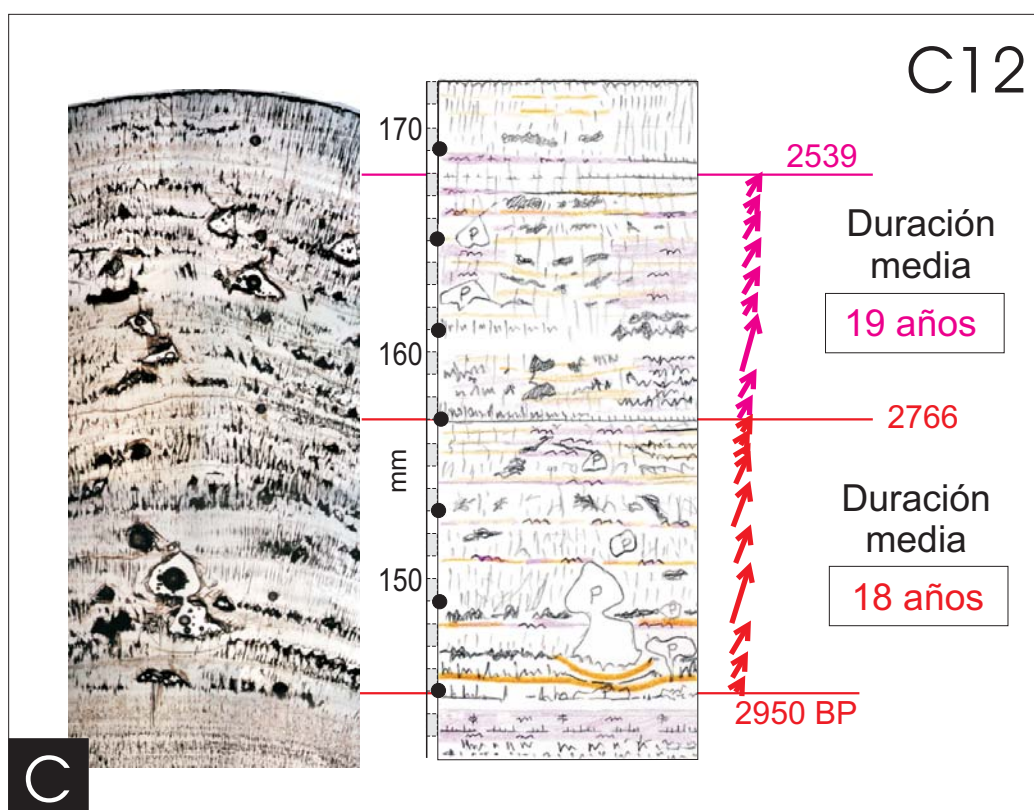 C12
170
2539
Duración
media
19 años
160
2766
mm
Duración
media
150
18 años
2950 BP
C
P
P
P
P